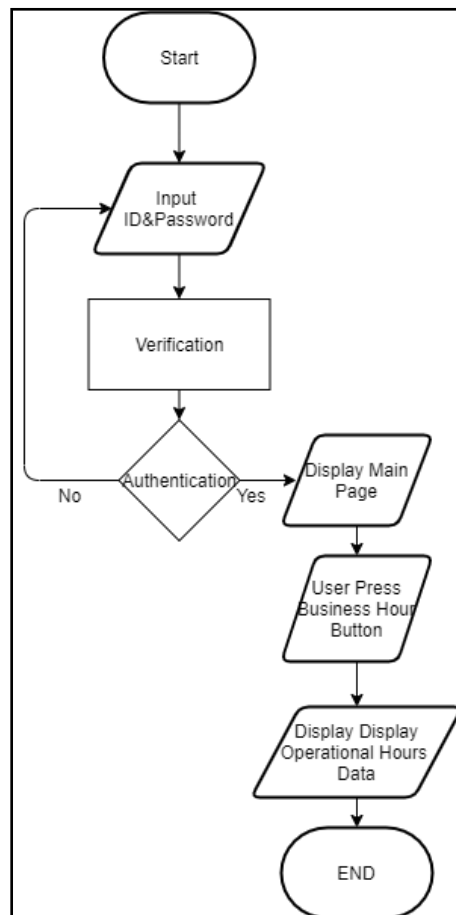 Start
Input
ID&Password
Verification
Authentication
No
Yes
Display Main
Page
User Press
Business Hour
Button
Display Display
Operational Hours
Data
END